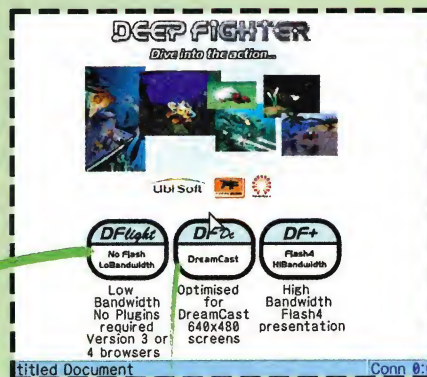 DEEP FIGHTER
Dive into the action...
Ubi Soft
DFlight
No Flash
LoBandwidth
DFDc
DreamCast
DF+
Flash4
HiBandwidth
Low
Bandwidth
No Plugins
required
Version 3 or
4 browsers
Optimised
for
DreamCast
640x480
screens
High
Bandwidth
Flash4
presentation
titled Document
Conn 0: